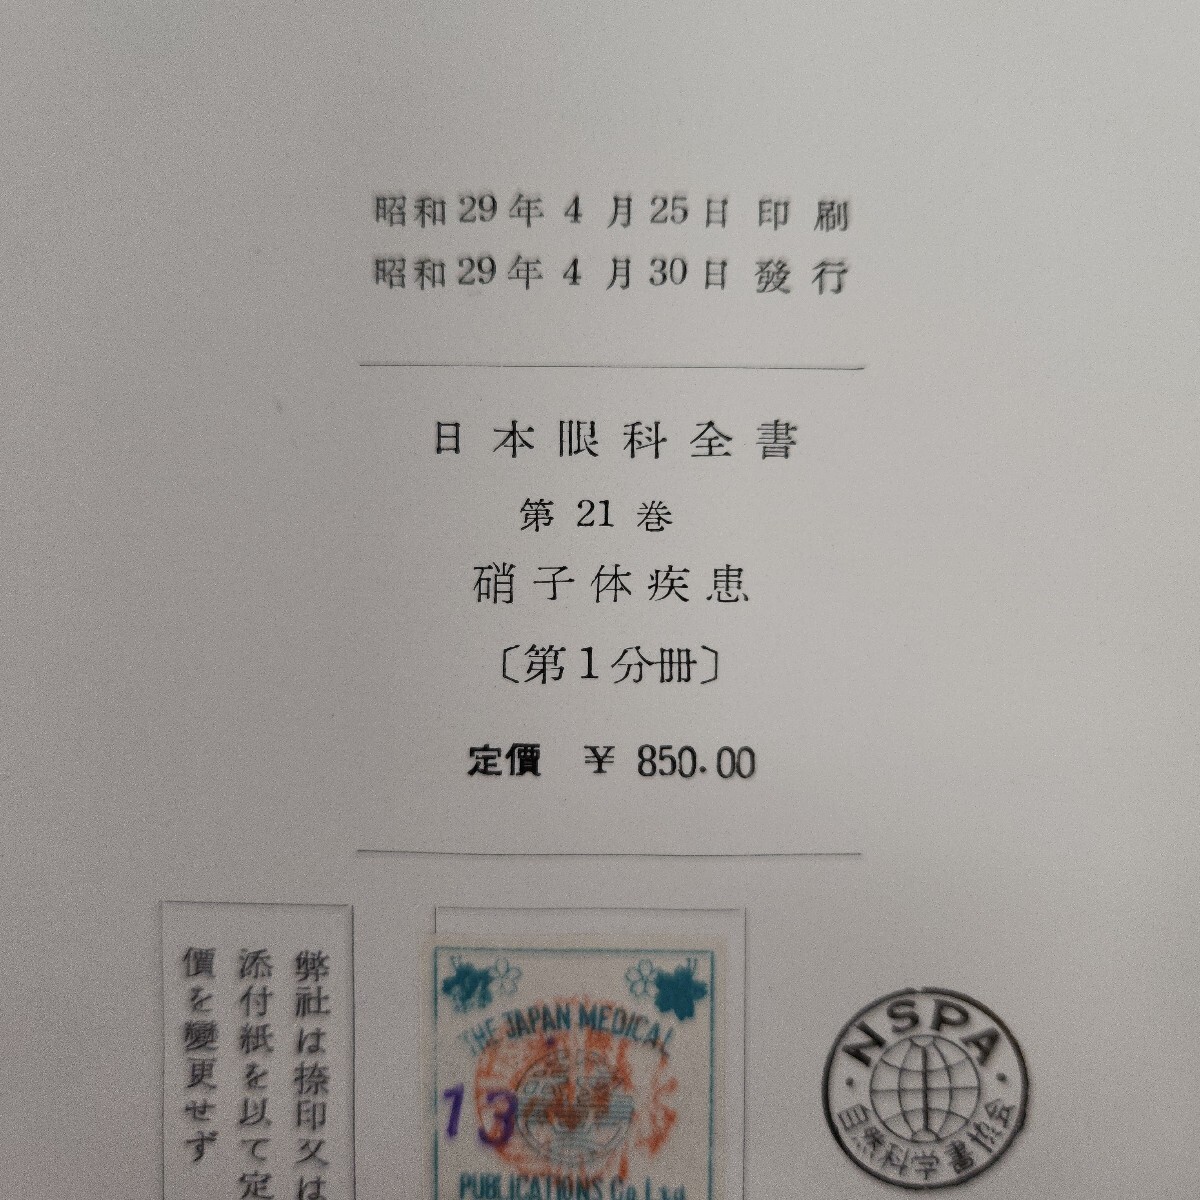 昭和29年4月25日印刷
昭和29年4月30日發行
日本眼科全書
第21巻
硝子体疾患
〔第1分冊〕
定價 ¥ 850.00
弊社は捺印又は
添付紙を以て定
價を變更せず
THE JAPAN MEDICAL
13
PUBLICATIONS Co. Ltd.
NSPA
自然科学書協会